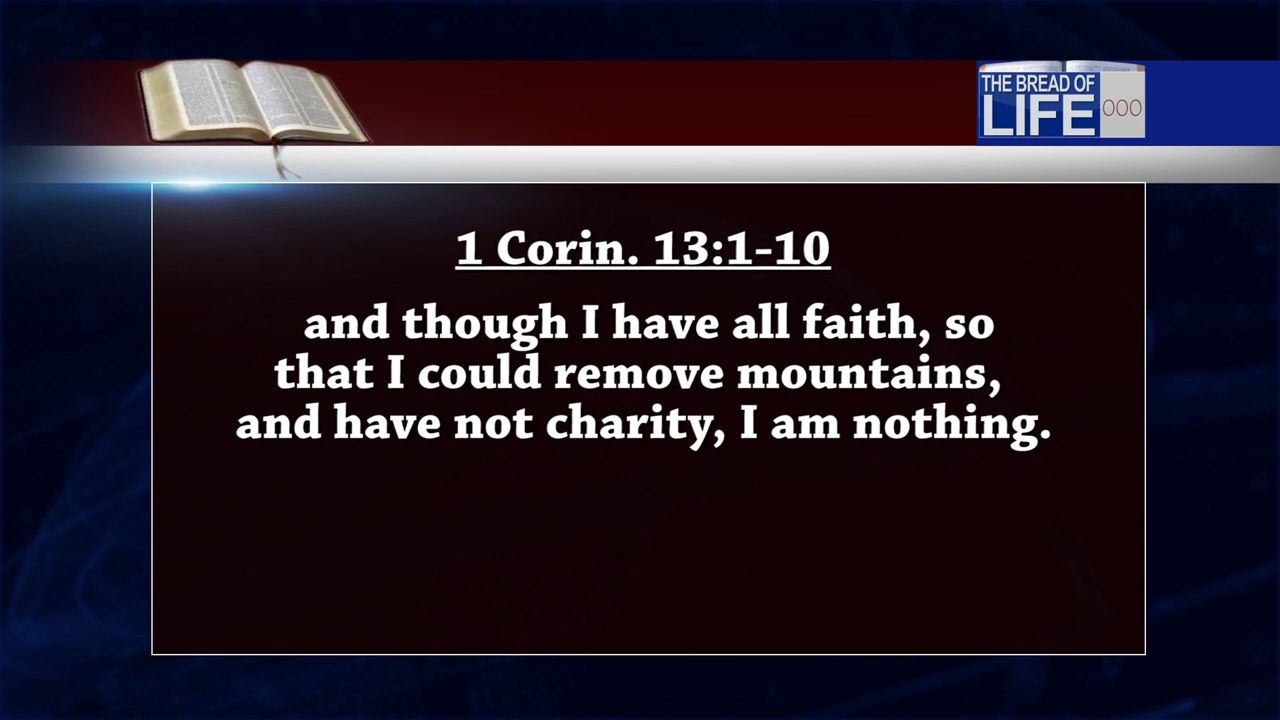 THE BREAD OF
LIFE
000
1 Corin. 13:1-10
and though I have all faith, so
that I could remove mountains,
and have not charity, I am nothing.